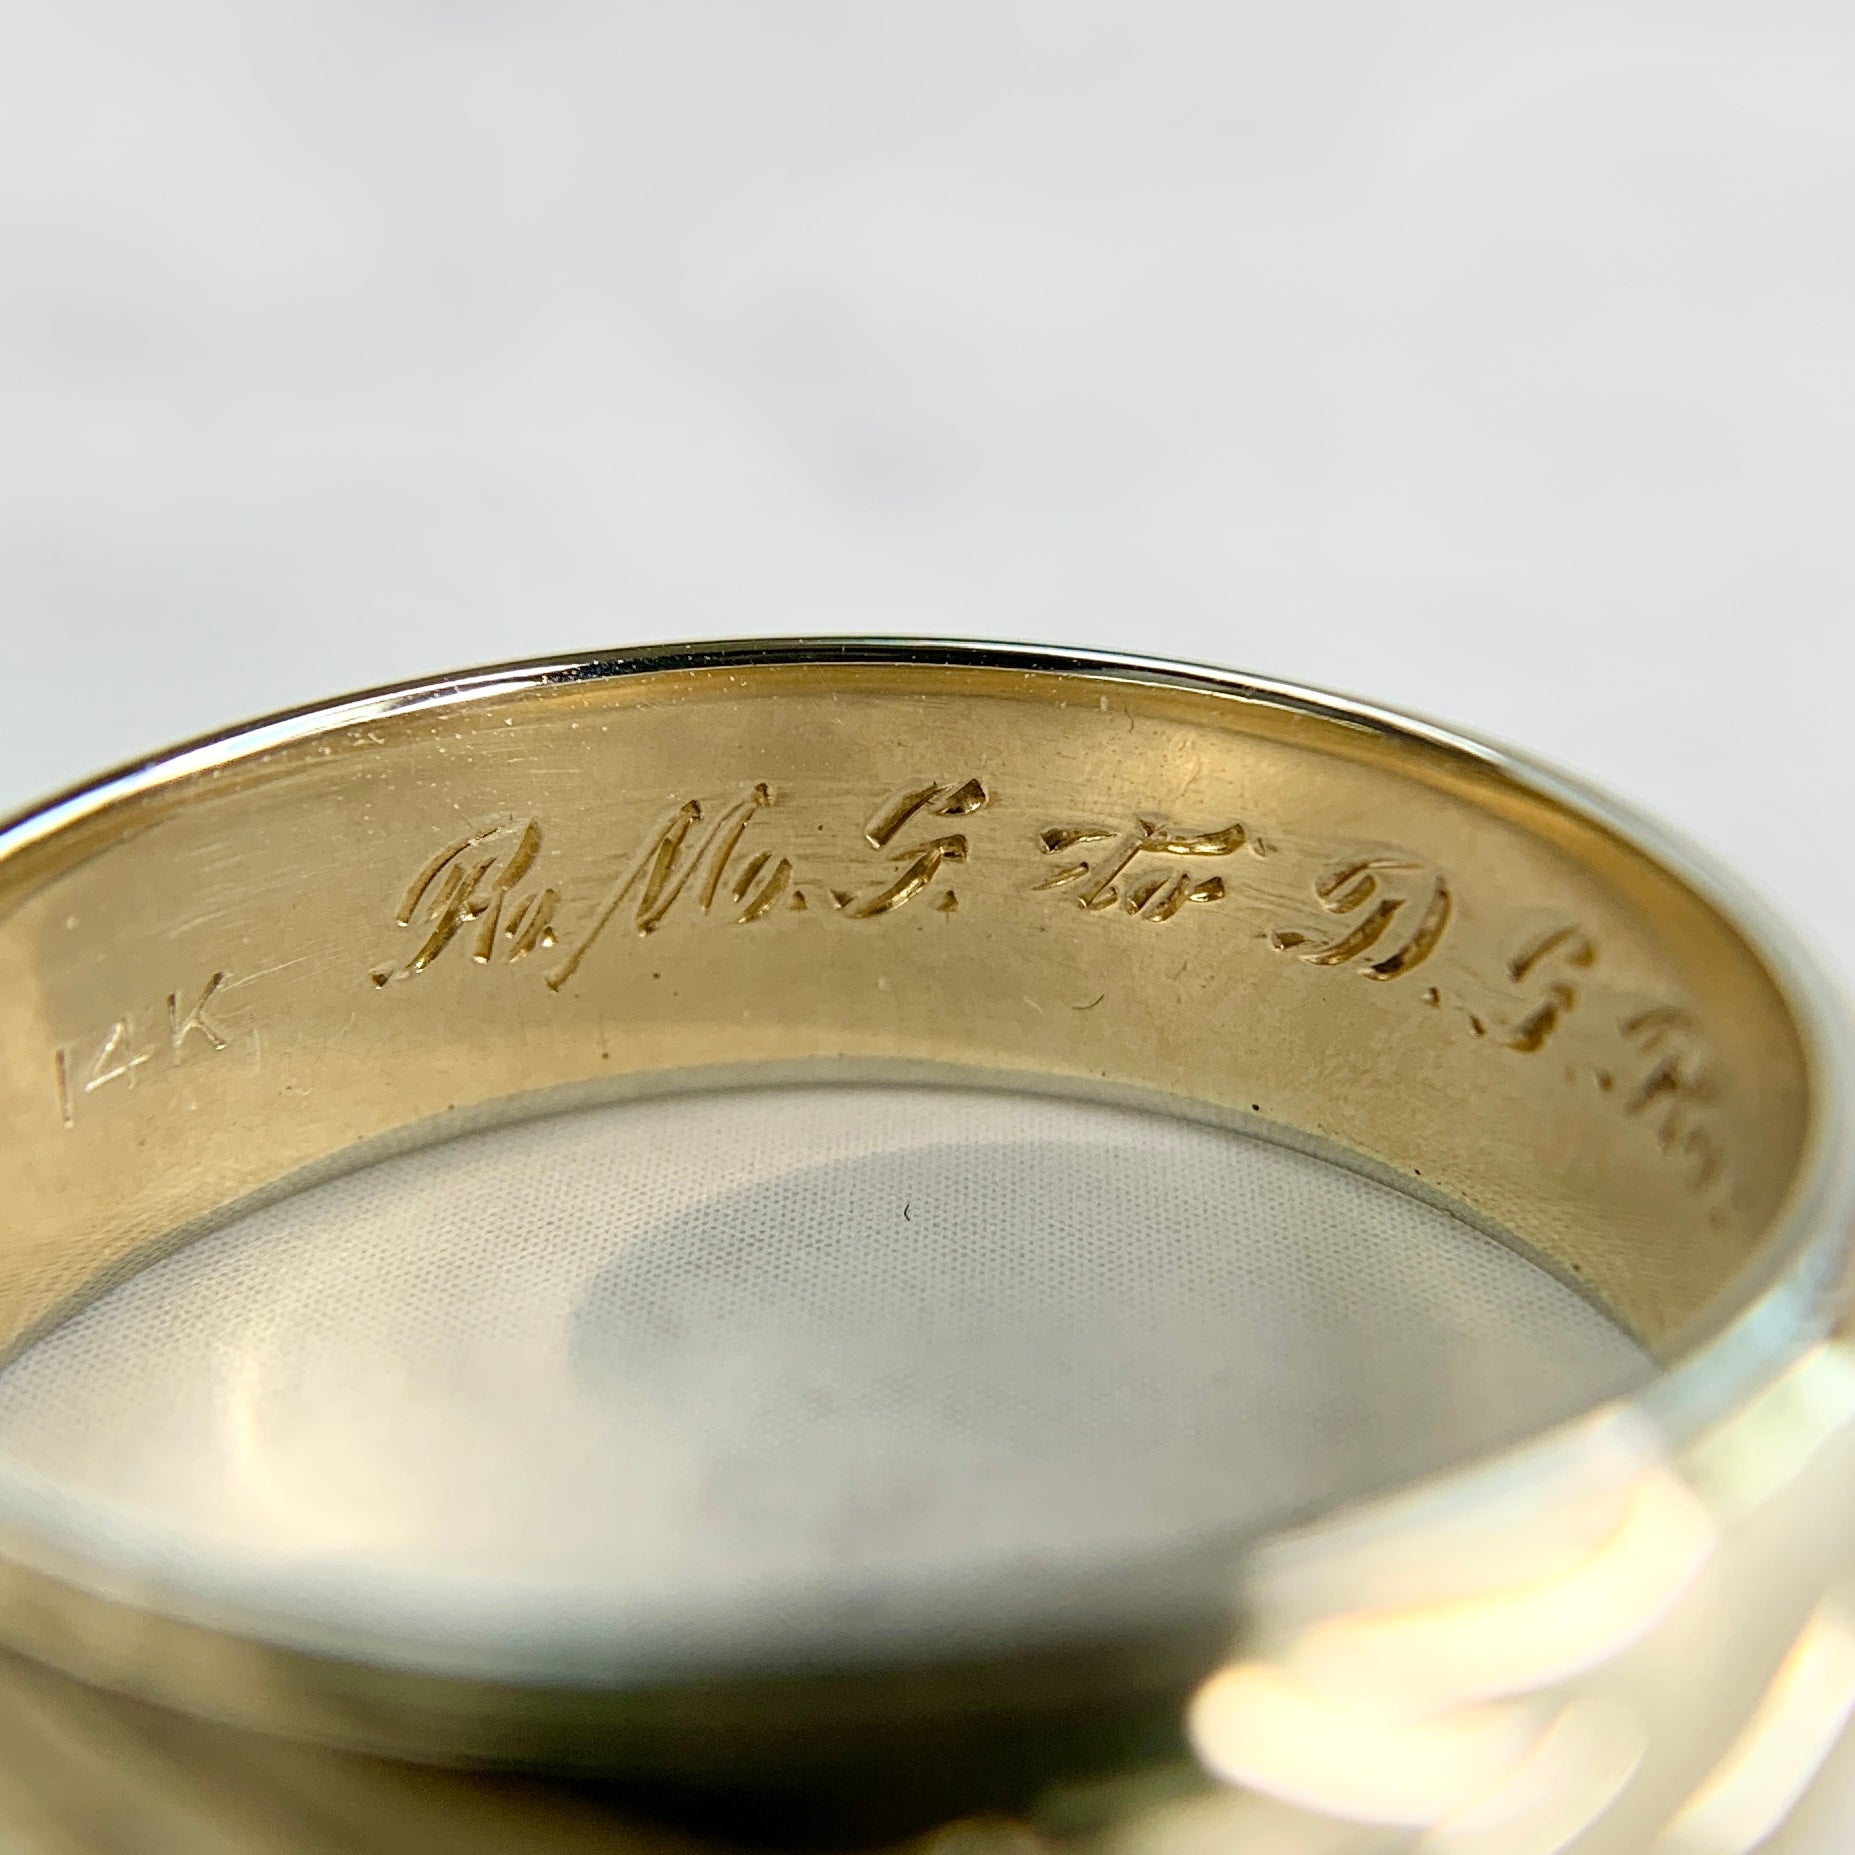 14K R.M.G. To D.G.K.